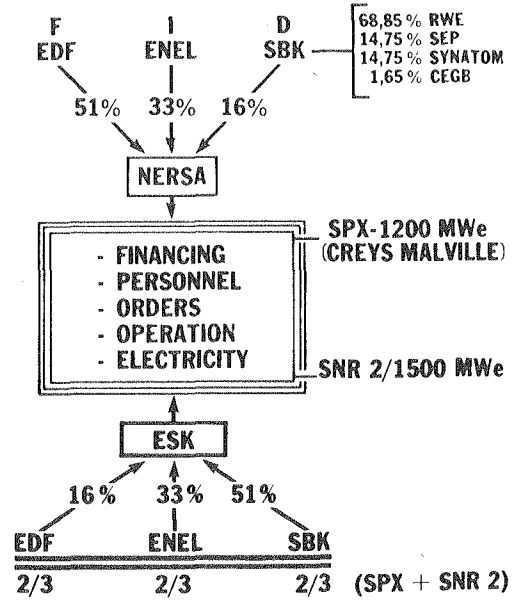 F I D
EDF ENEL SBK
68,85% RWE
14,75% SEP
14,75% SYNATOM
1,65% CEGB
51% 33% 16%
NERSA
SPX-1200 MWe
(CREYS MALVILLE)
- FINANCING
- PERSONNEL
- ORDERS
- OPERATION
- ELECTRICITY
SNR 2/1500 MWe
ESK
16% 33% 51%
EDF ENEL SBK
2/3 2/3 2/3 (SPX + SNR 2)